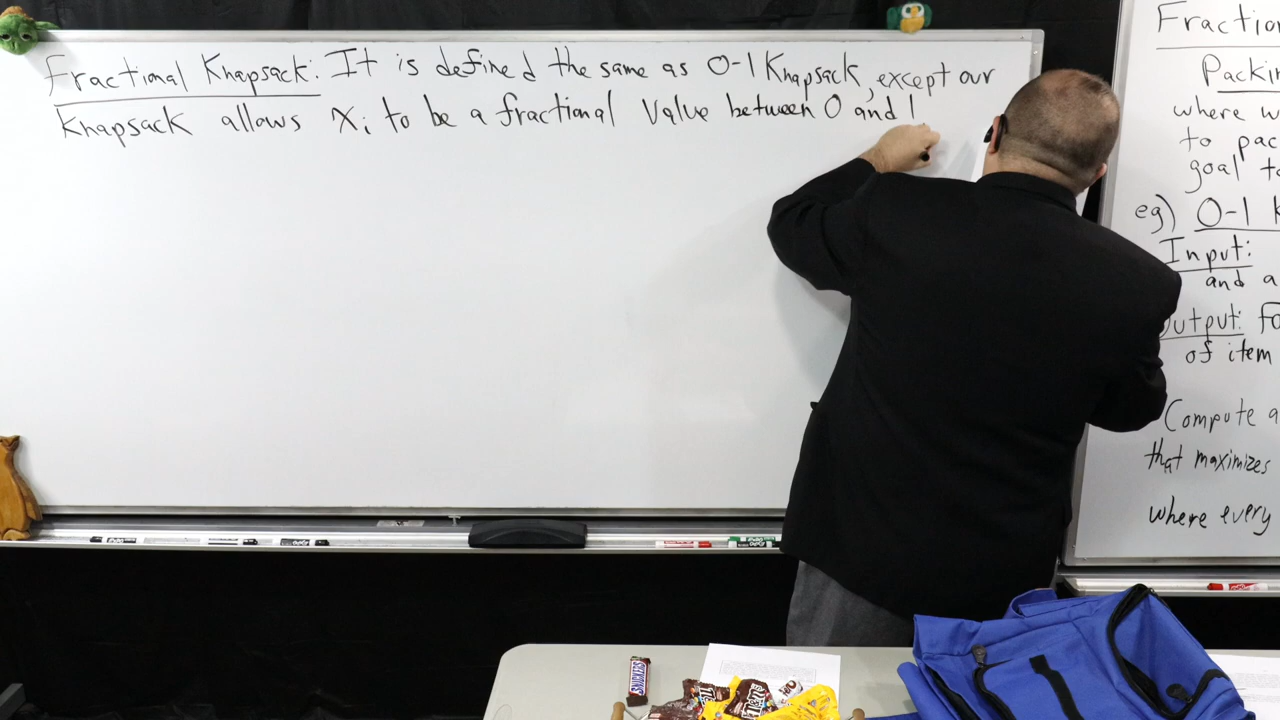 Fractional Knapsack: It is defined the same as 0-1 Knapsack, except our
Knapsack allows Xi to be a fractional value between 0 and 1
Fractio
Packin
where w
to pac
goal to
eg) 0-1 K
Input:
and a
Output: Fo
of item
Compute a
that maximizes
where every
SNICKERS
M&M's